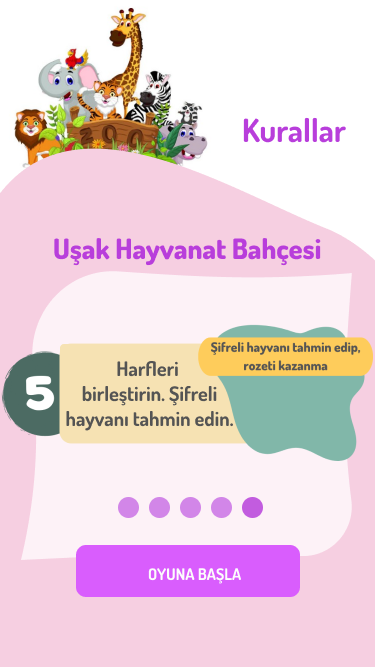 ZOO
Kurallar
Uşak Hayvanat Bahçesi
Şifreli hayvanı tahmin edip,
rozeti kazanma
5
Harfleri
birleştirin. Şifreli
hayvanı tahmin edin.
OYUNA BAŞLA